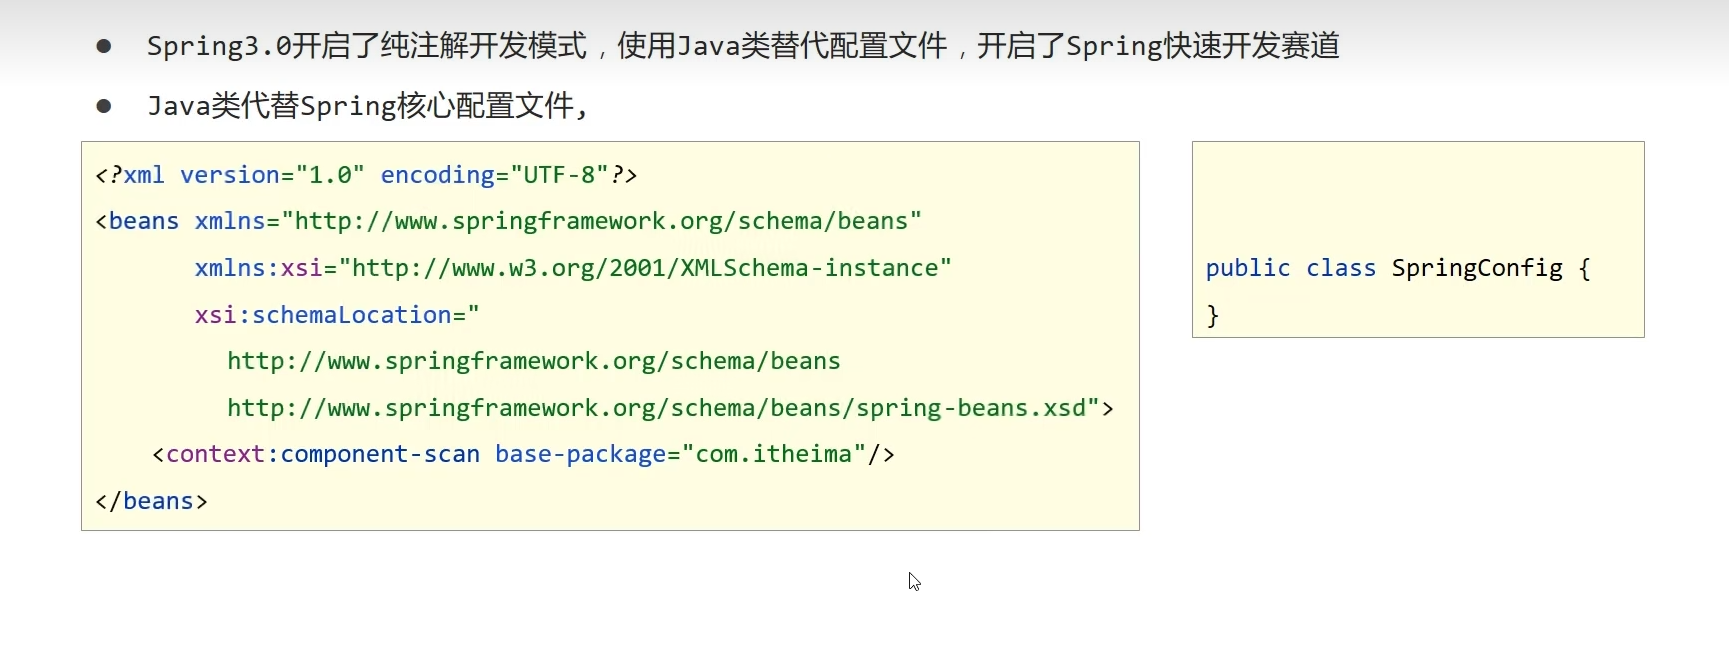 ● Spring3.0开启了纯注解开发模式，使用Java类替代配置文件，开启了Spring快速开发赛道
● Java类代替Spring核心配置文件,
<?xml version="1.0" encoding="UTF-8"?>
<beans xmlns="http://www.springframework.org/schema/beans"
xmlns:xsi="http://www.w3.org/2001/XMLSchema-instance"
xsi:schemaLocation="
http://www.springframework.org/schema/beans
http://www.springframework.org/schema/beans/spring-beans.xsd">
<context:component-scan base-package="com.itheima"/>
</beans>
public class SpringConfig {
}